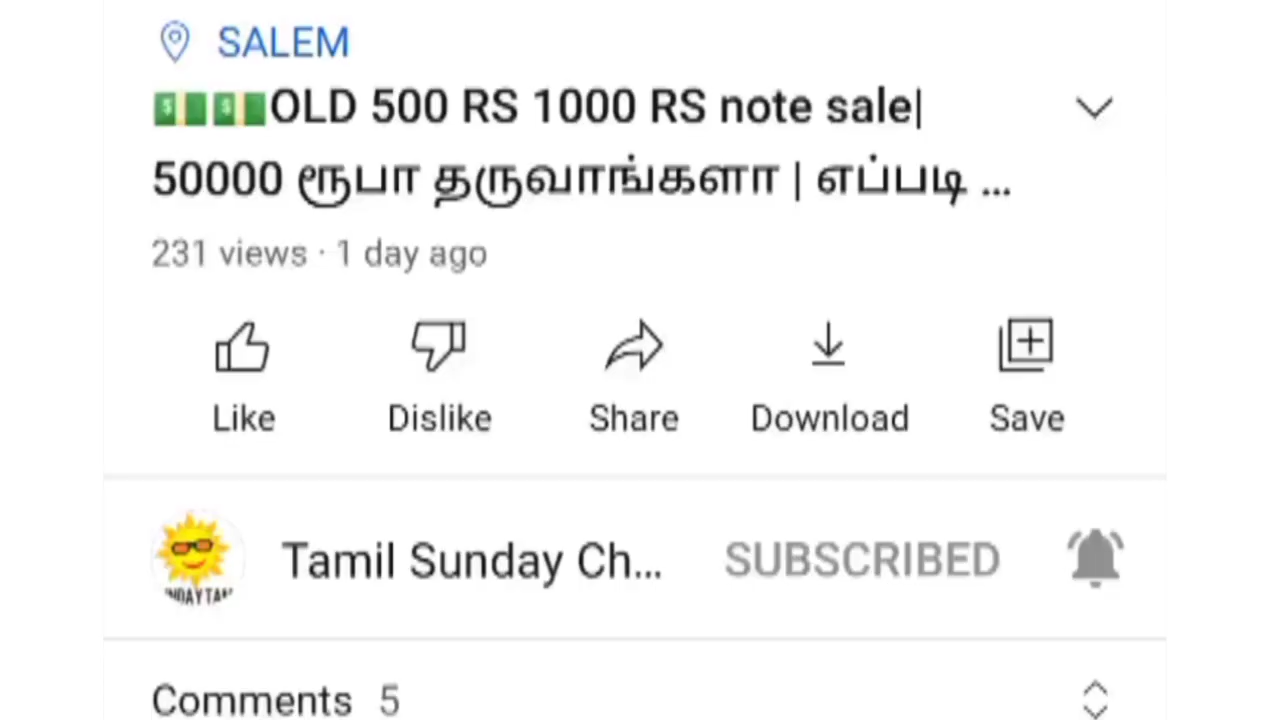 SALEM
💵💵OLD 500 RS 1000 RS note sale|
50000 ரூபா தருவாங்களா | எப்படி ...
231 views · 1 day ago
Like Dislike Share Download Save
Tamil Sunday Ch... SUBSCRIBED
Comments 5